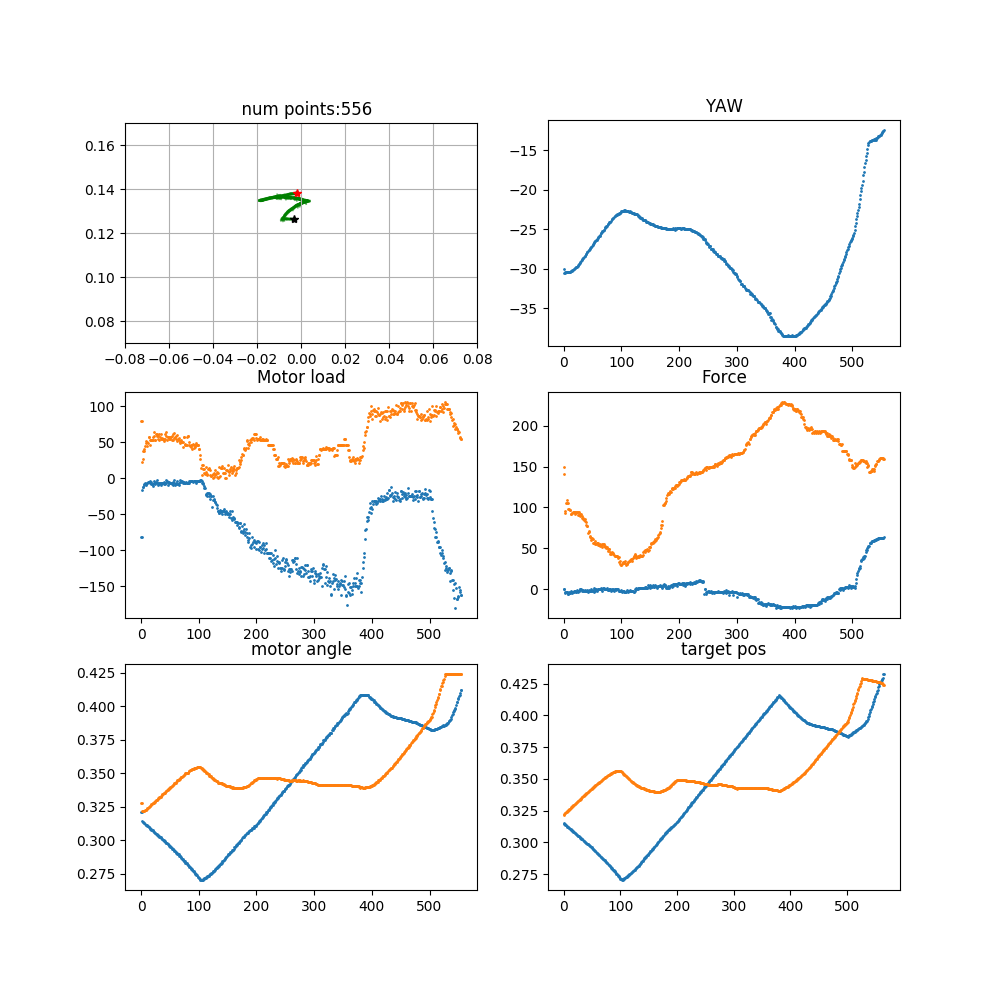 num points:556
YAW
0.16
0.14
0.12
0.10
0.08
−0.08 −0.06 −0.04 −0.02 0.00 0.02 0.04 0.06 0.08
−15
−20
−25
−30
−35
0 100 200 300 400 500
Motor load
Force
100
50
0
−50
−100
−150
0 100 200 300 400 500
200
150
100
50
0
0 100 200 300 400 500
motor angle
target pos
0.425
0.400
0.375
0.350
0.325
0.300
0.275
0 100 200 300 400 500
0.425
0.400
0.375
0.350
0.325
0.300
0.275
0 100 200 300 400 500